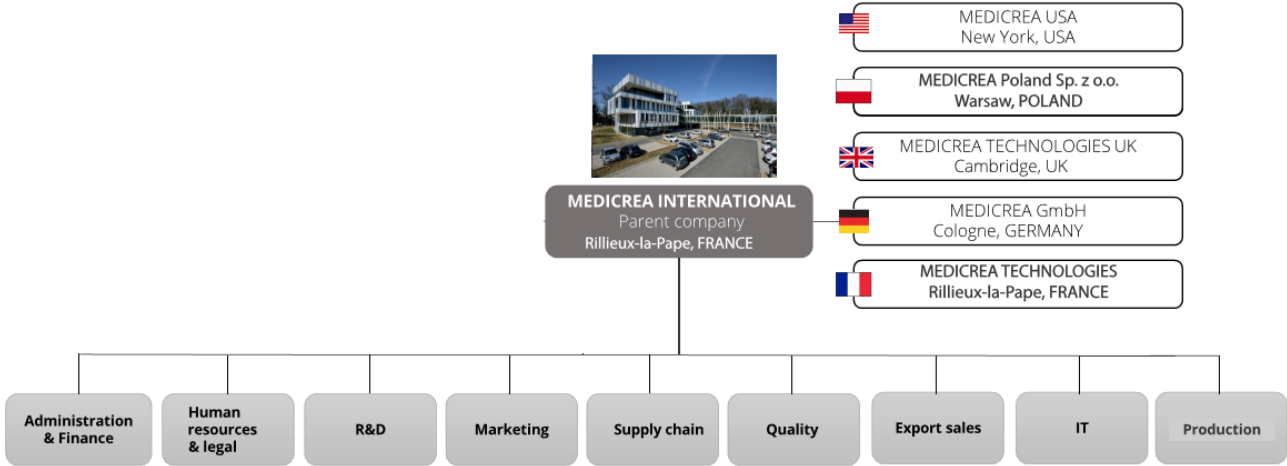 MEDICREA USA
New York, USA
MEDICREA Poland Sp. z o.o.
Warsaw, POLAND
MEDICREA TECHNOLOGIES UK
Cambridge, UK
MEDICREA INTERNATIONAL
Parent company
Rillieux-la-Pape, FRANCE
MEDICREA GmbH
Cologne, GERMANY
MEDICREA TECHNOLOGIES
Rillieux-la-Pape, FRANCE
Administration
& Finance
Human
resources
& legal
R&D
Marketing
Supply chain
Quality
Export sales
IT
Production